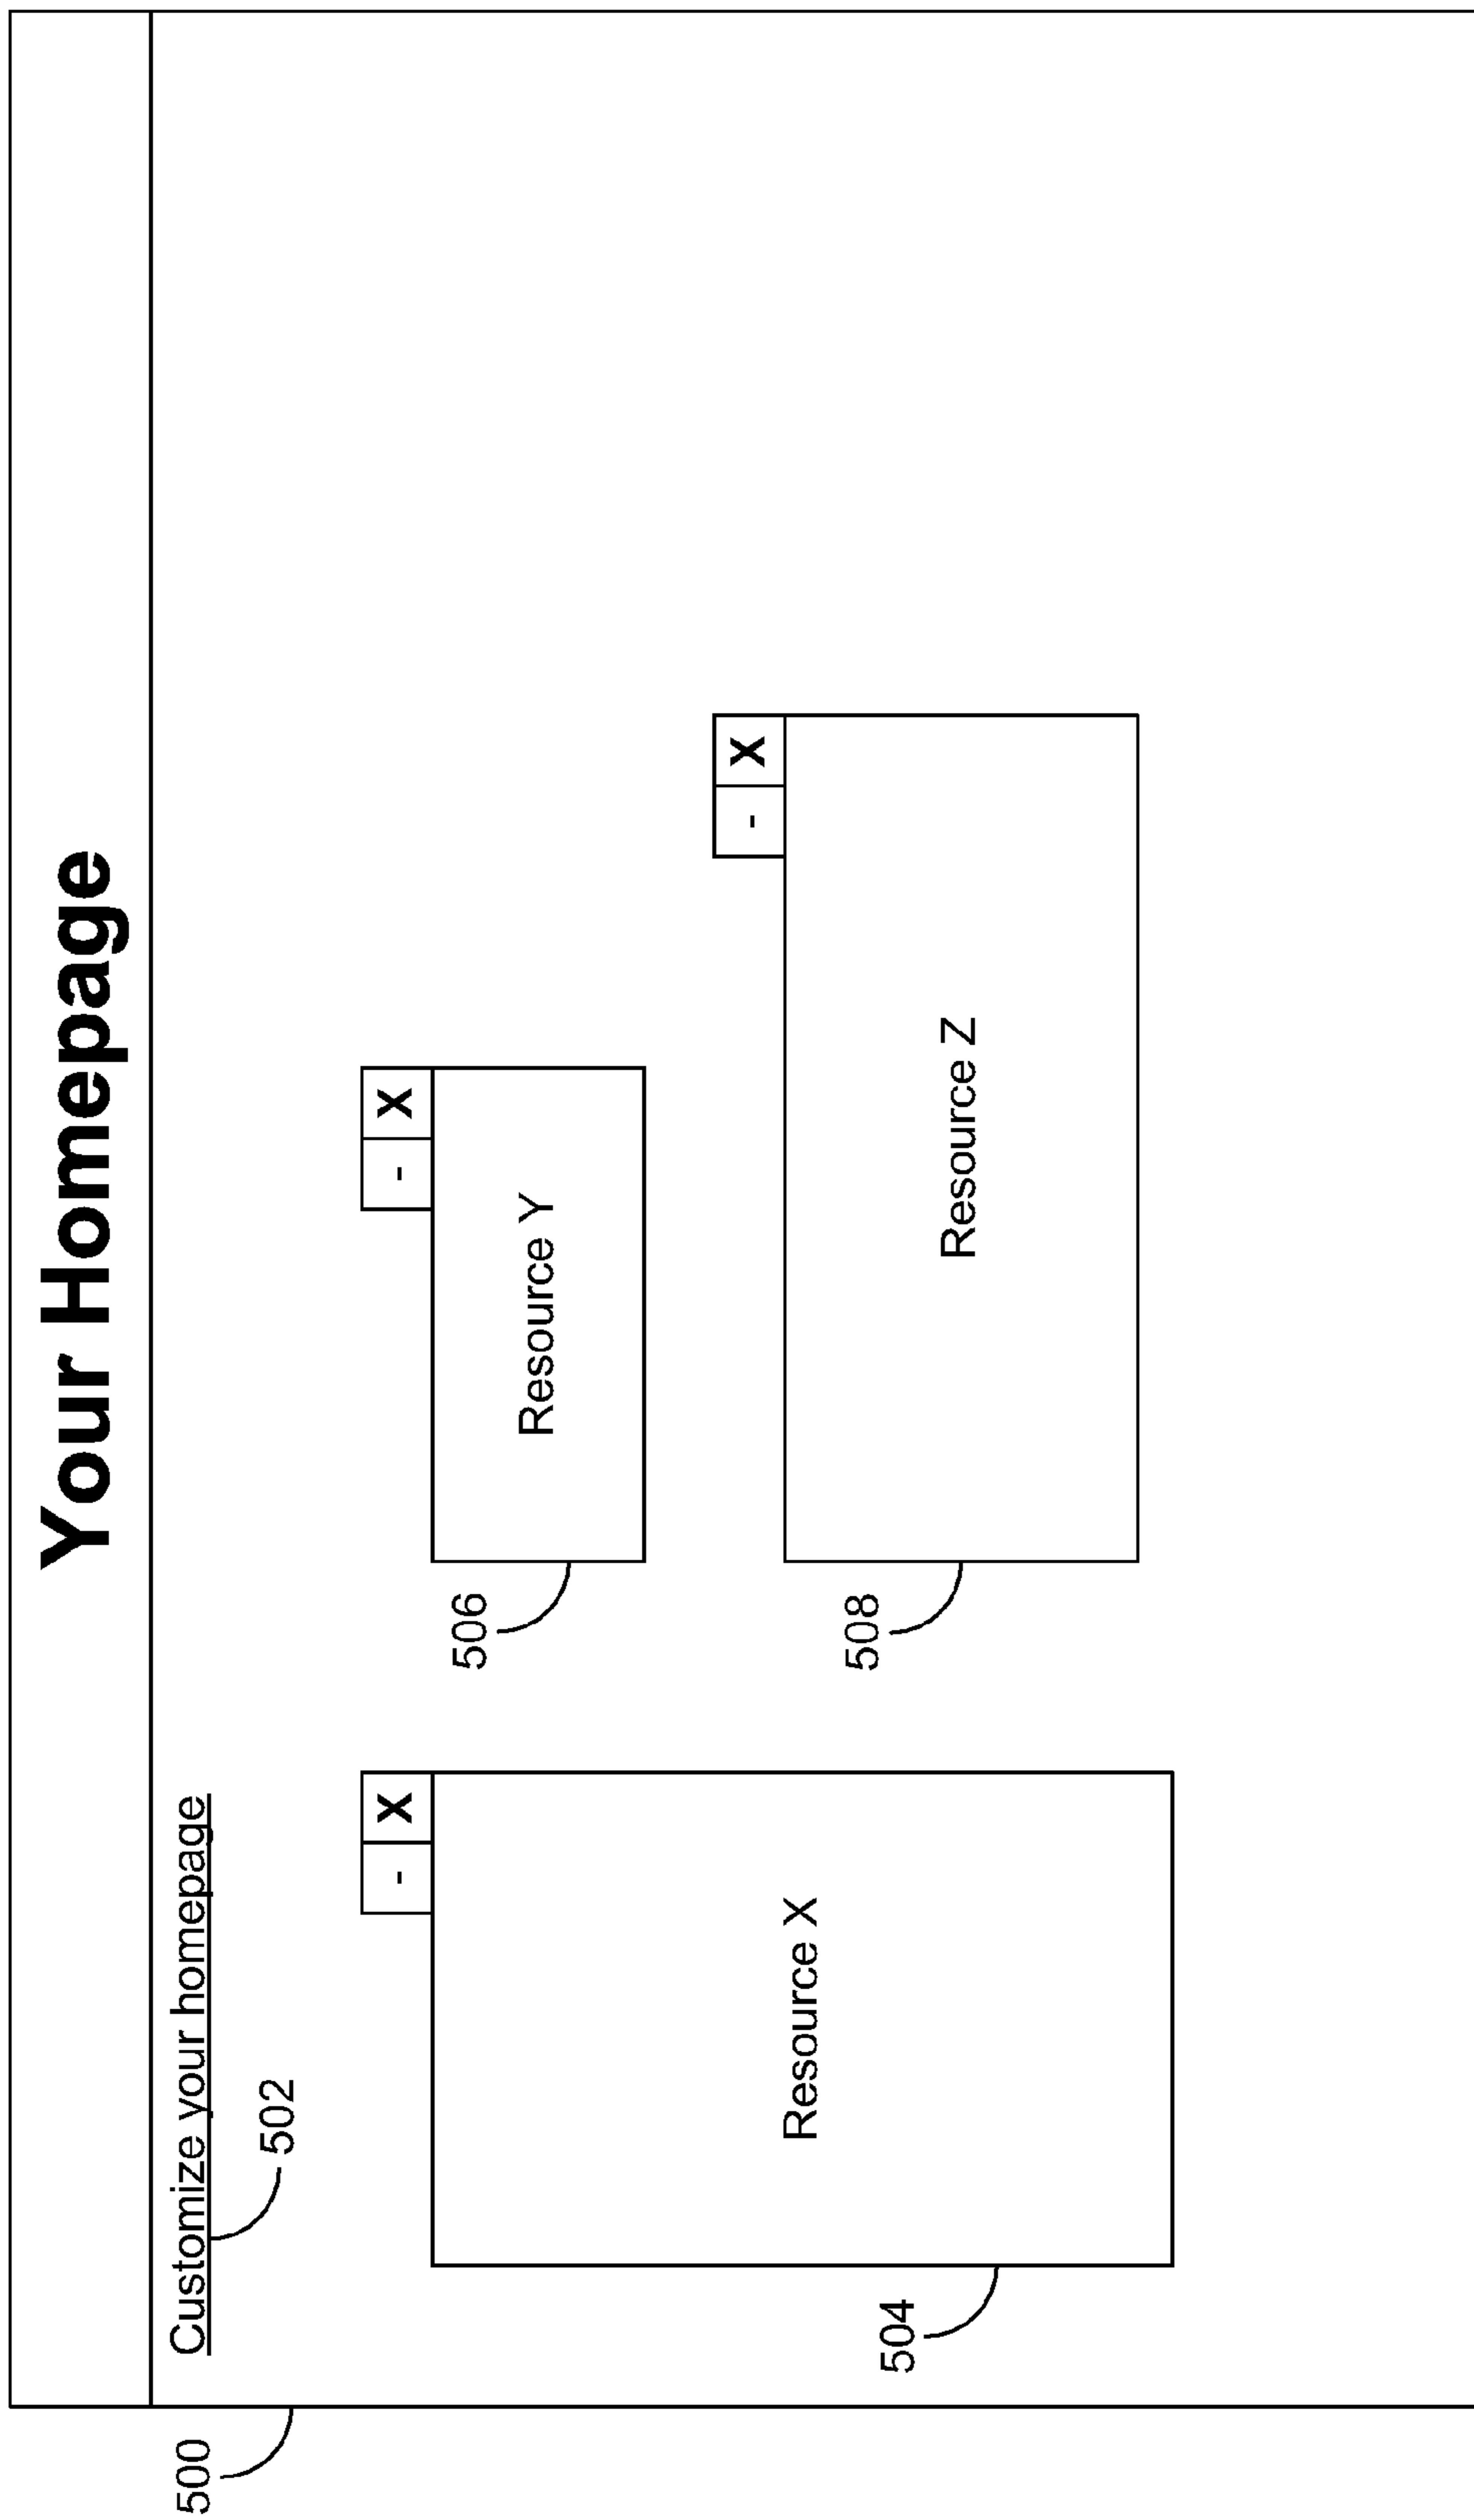 Your Homepage
500
Customize your homepage
502
- X
- X
506
Resource Y
- X
504
Resource X
508
Resource Z